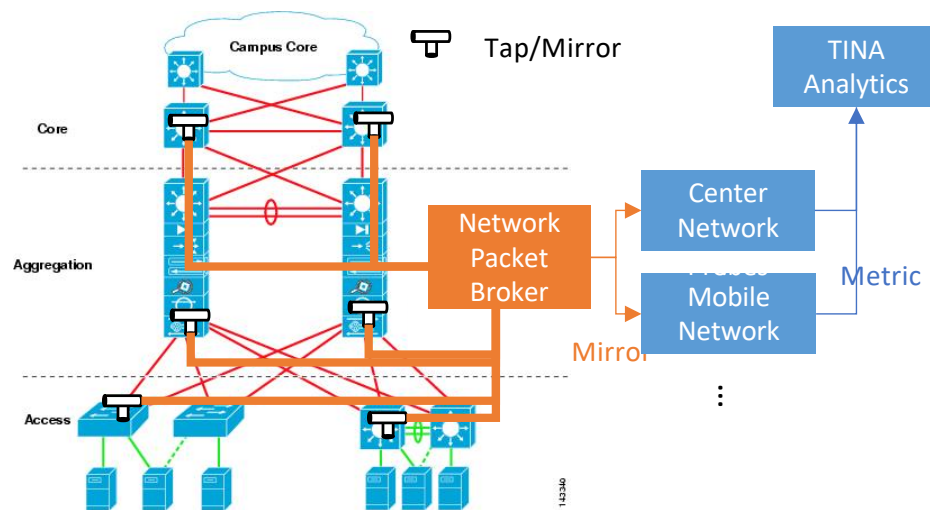 Campus Core
Tap/Mirror
TINA
Analytics
Core
Center
Network
Probes
Network
Packet
Broker
Aggregation
Mobile
Network
Metric
Mirror
Access
⋮
143340